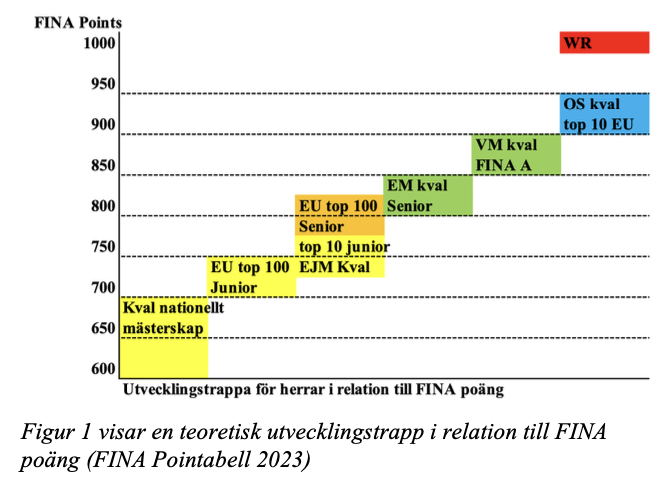 FINA Points
1000
WR
950
OS kval
top 10 EU
900
VM kval
FINA A
850
EM kval
Senior
800
EU top 100
Senior
top 10 junior
EJM Kval
750
EU top 100
Junior
700
Kval nationellt
mästerskap
650
600
Utvecklingstrappa för herrar i relation till FINA poäng
Figur 1 visar en teoretisk utvecklingstrapp i relation till FINA
poäng (FINA Pointabell 2023)